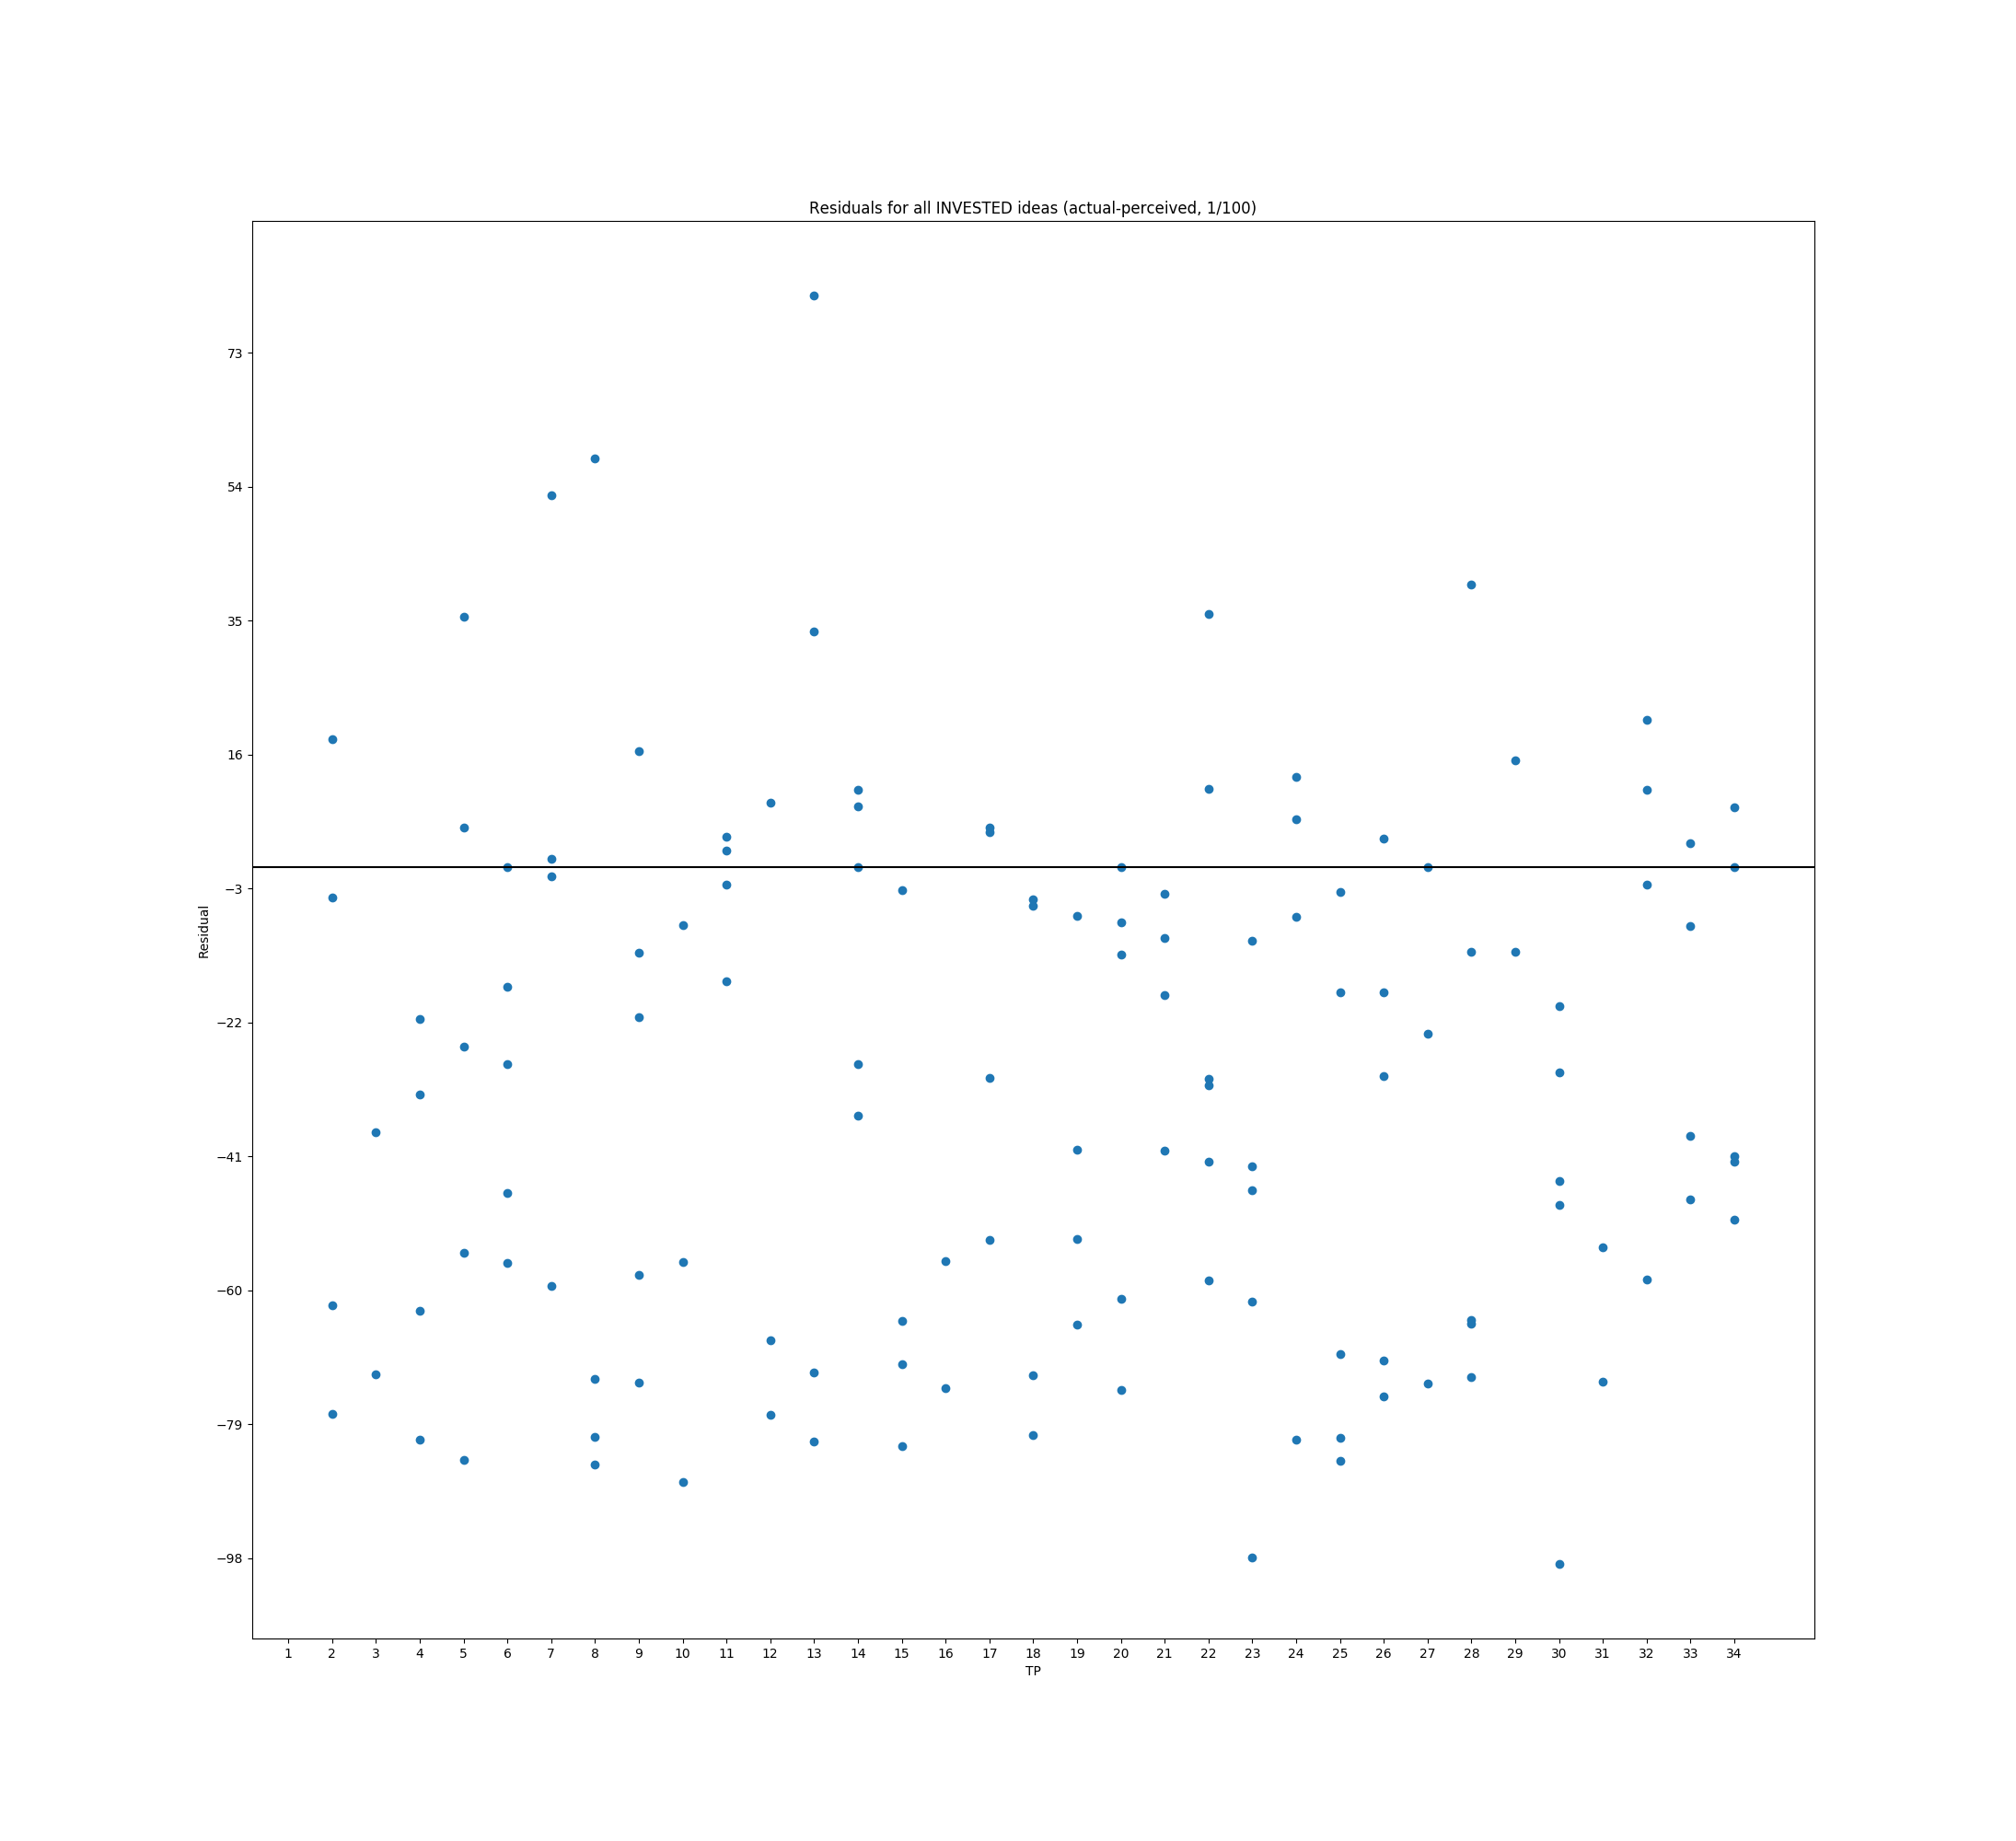 Residuals for all INVESTED ideas (actual-perceived, 1/100)
73
54
35
16
−3
−22
−41
−60
−79
−98
Residual
1 2 3 4 5 6 7 8 9 10 11 12 13 14 15 16 17 18 19 20 21 22 23 24 25 26 27 28 29 30 31 32 33 34
TP